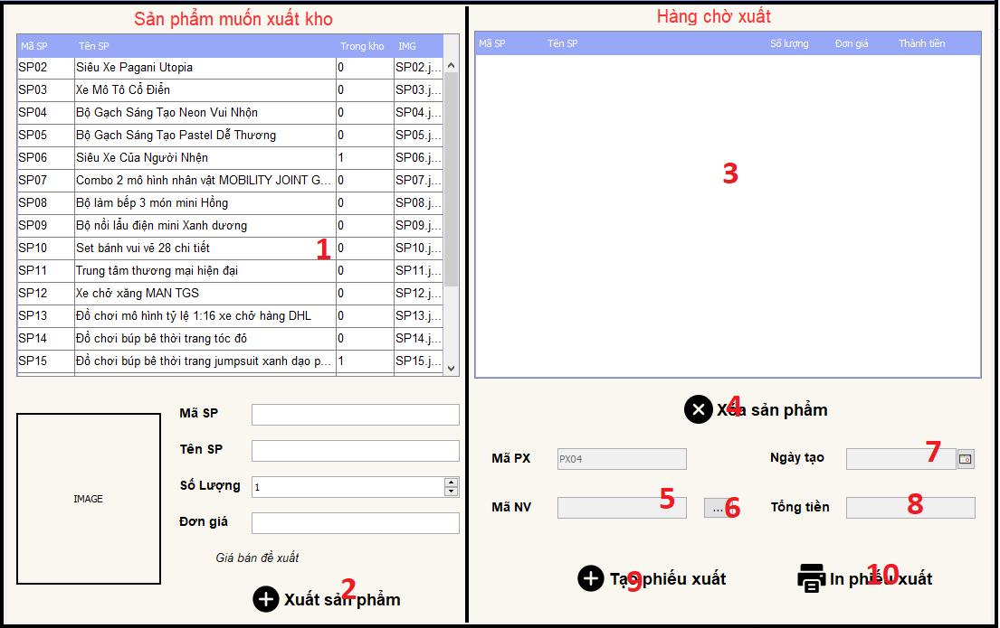 Sản phẩm muốn xuất kho
Mã SP Tên SP Trong kho IMG
SP02 Siêu Xe Pagani Utopia 0 SP02.j...
SP03 Xe Mô Tô Cổ Điển 0 SP03.j...
SP04 Bộ Gạch Sáng Tạo Neon Vui Nhộn 0 SP04.j...
SP05 Bộ Gạch Sáng Tạo Pastel Dễ Thương 0 SP05.j...
SP06 Siêu Xe Của Người Nhện 1 SP06.j...
SP07 Combo 2 mô hình nhân vật MOBILITY JOINT G... 0 SP07.j...
SP08 Bộ làm bếp 3 món mini Hồng 0 SP08.j...
SP09 Bộ nồi lẩu điện mini Xanh dương 0 SP09.j...
SP10 Set bánh vui vẻ 28 chi tiết 1 0 SP10.j...
SP11 Trung tâm thương mại hiện đại 0 SP11.j...
SP12 Xe chở xăng MAN TGS 0 SP12.j...
SP13 Đồ chơi mô hình tỷ lệ 1:16 xe chở hàng DHL 0 SP13.j...
SP14 Đồ chơi búp bê thời trang tóc đỏ 0 SP14.j...
SP15 Đồ chơi búp bê thời trang jumpsuit xanh dạo p... 1 SP15.j...
IMAGE
Mã SP
Tên SP
Số Lượng 1
Đơn giá
Giá bán đề xuất
2
Xuất sản phẩm
Hàng chờ xuất
Mã SP Tên SP Số lượng Đơn giá Thành tiền
3
4
Xóa sản phẩm
Mã PX PX04 Ngày tạo 7
Mã NV 5 ... 6 Tổng tiền 8
Tạo phiếu xuất 9 In phiếu xuất 10